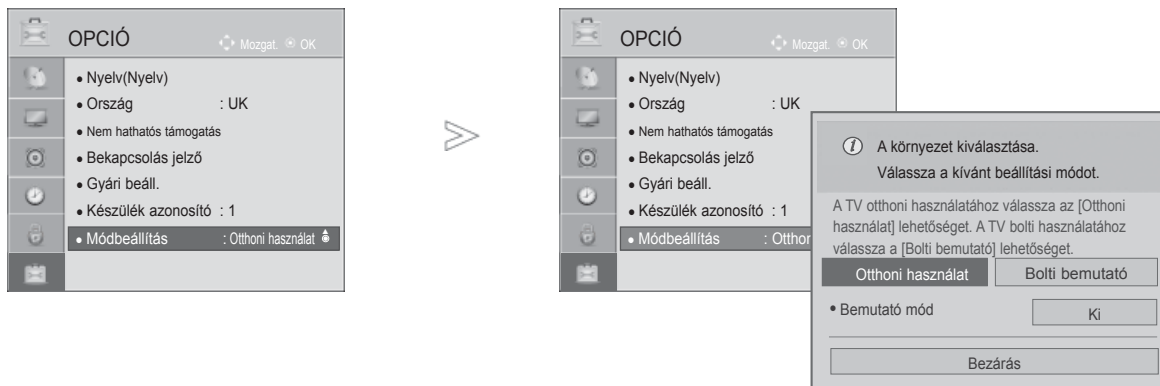 OPCIÓ
Mozgat. OK
• Nyelv(Nyelv)
• Ország : UK
• Nem hathatós támogatás
• Bekapcsolás jelző
• Gyári beáll.
• Készülék azonosító : 1
• Módbeállítás : Otthoni használat
OPCIÓ
Mozgat. OK
• Nyelv(Nyelv)
• Ország : UK
• Nem hathatós támogatás
• Bekapcsolás jelző
• Gyári beáll.
• Készülék azonosító : 1
• Módbeállítás : Otthor
A környezet kiválasztása.
Válassza a kívánt beállítási módot.
A TV otthoni használatához válassza az [Otthoni
használat] lehetőséget. A TV bolti használatához
válassza a [Bolti bemutató] lehetőséget.
Otthoni használat Bolti bemutató
• Bemutató mód Ki
Bezárás